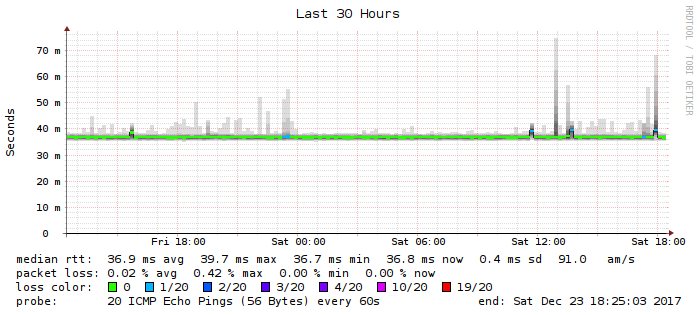 Last 30 Hours
RRDTOOL / TOBI OETIKER
Seconds
70 m
60 m
50 m
40 m
30 m
20 m
10 m
0
Fri 18:00 Sat 00:00 Sat 06:00 Sat 12:00 Sat 18:00
median rtt: 36.9 ms avg 39.7 ms max 36.7 ms min 36.8 ms now 0.4 ms sd 91.0 am/s
packet loss: 0.02 % avg 0.42 % max 0.00 % min 0.00 % now
loss color: 0 1/20 2/20 3/20 4/20 10/20 19/20
probe: 20 ICMP Echo Pings (56 Bytes) every 60s end: Sat Dec 23 18:25:03 2017